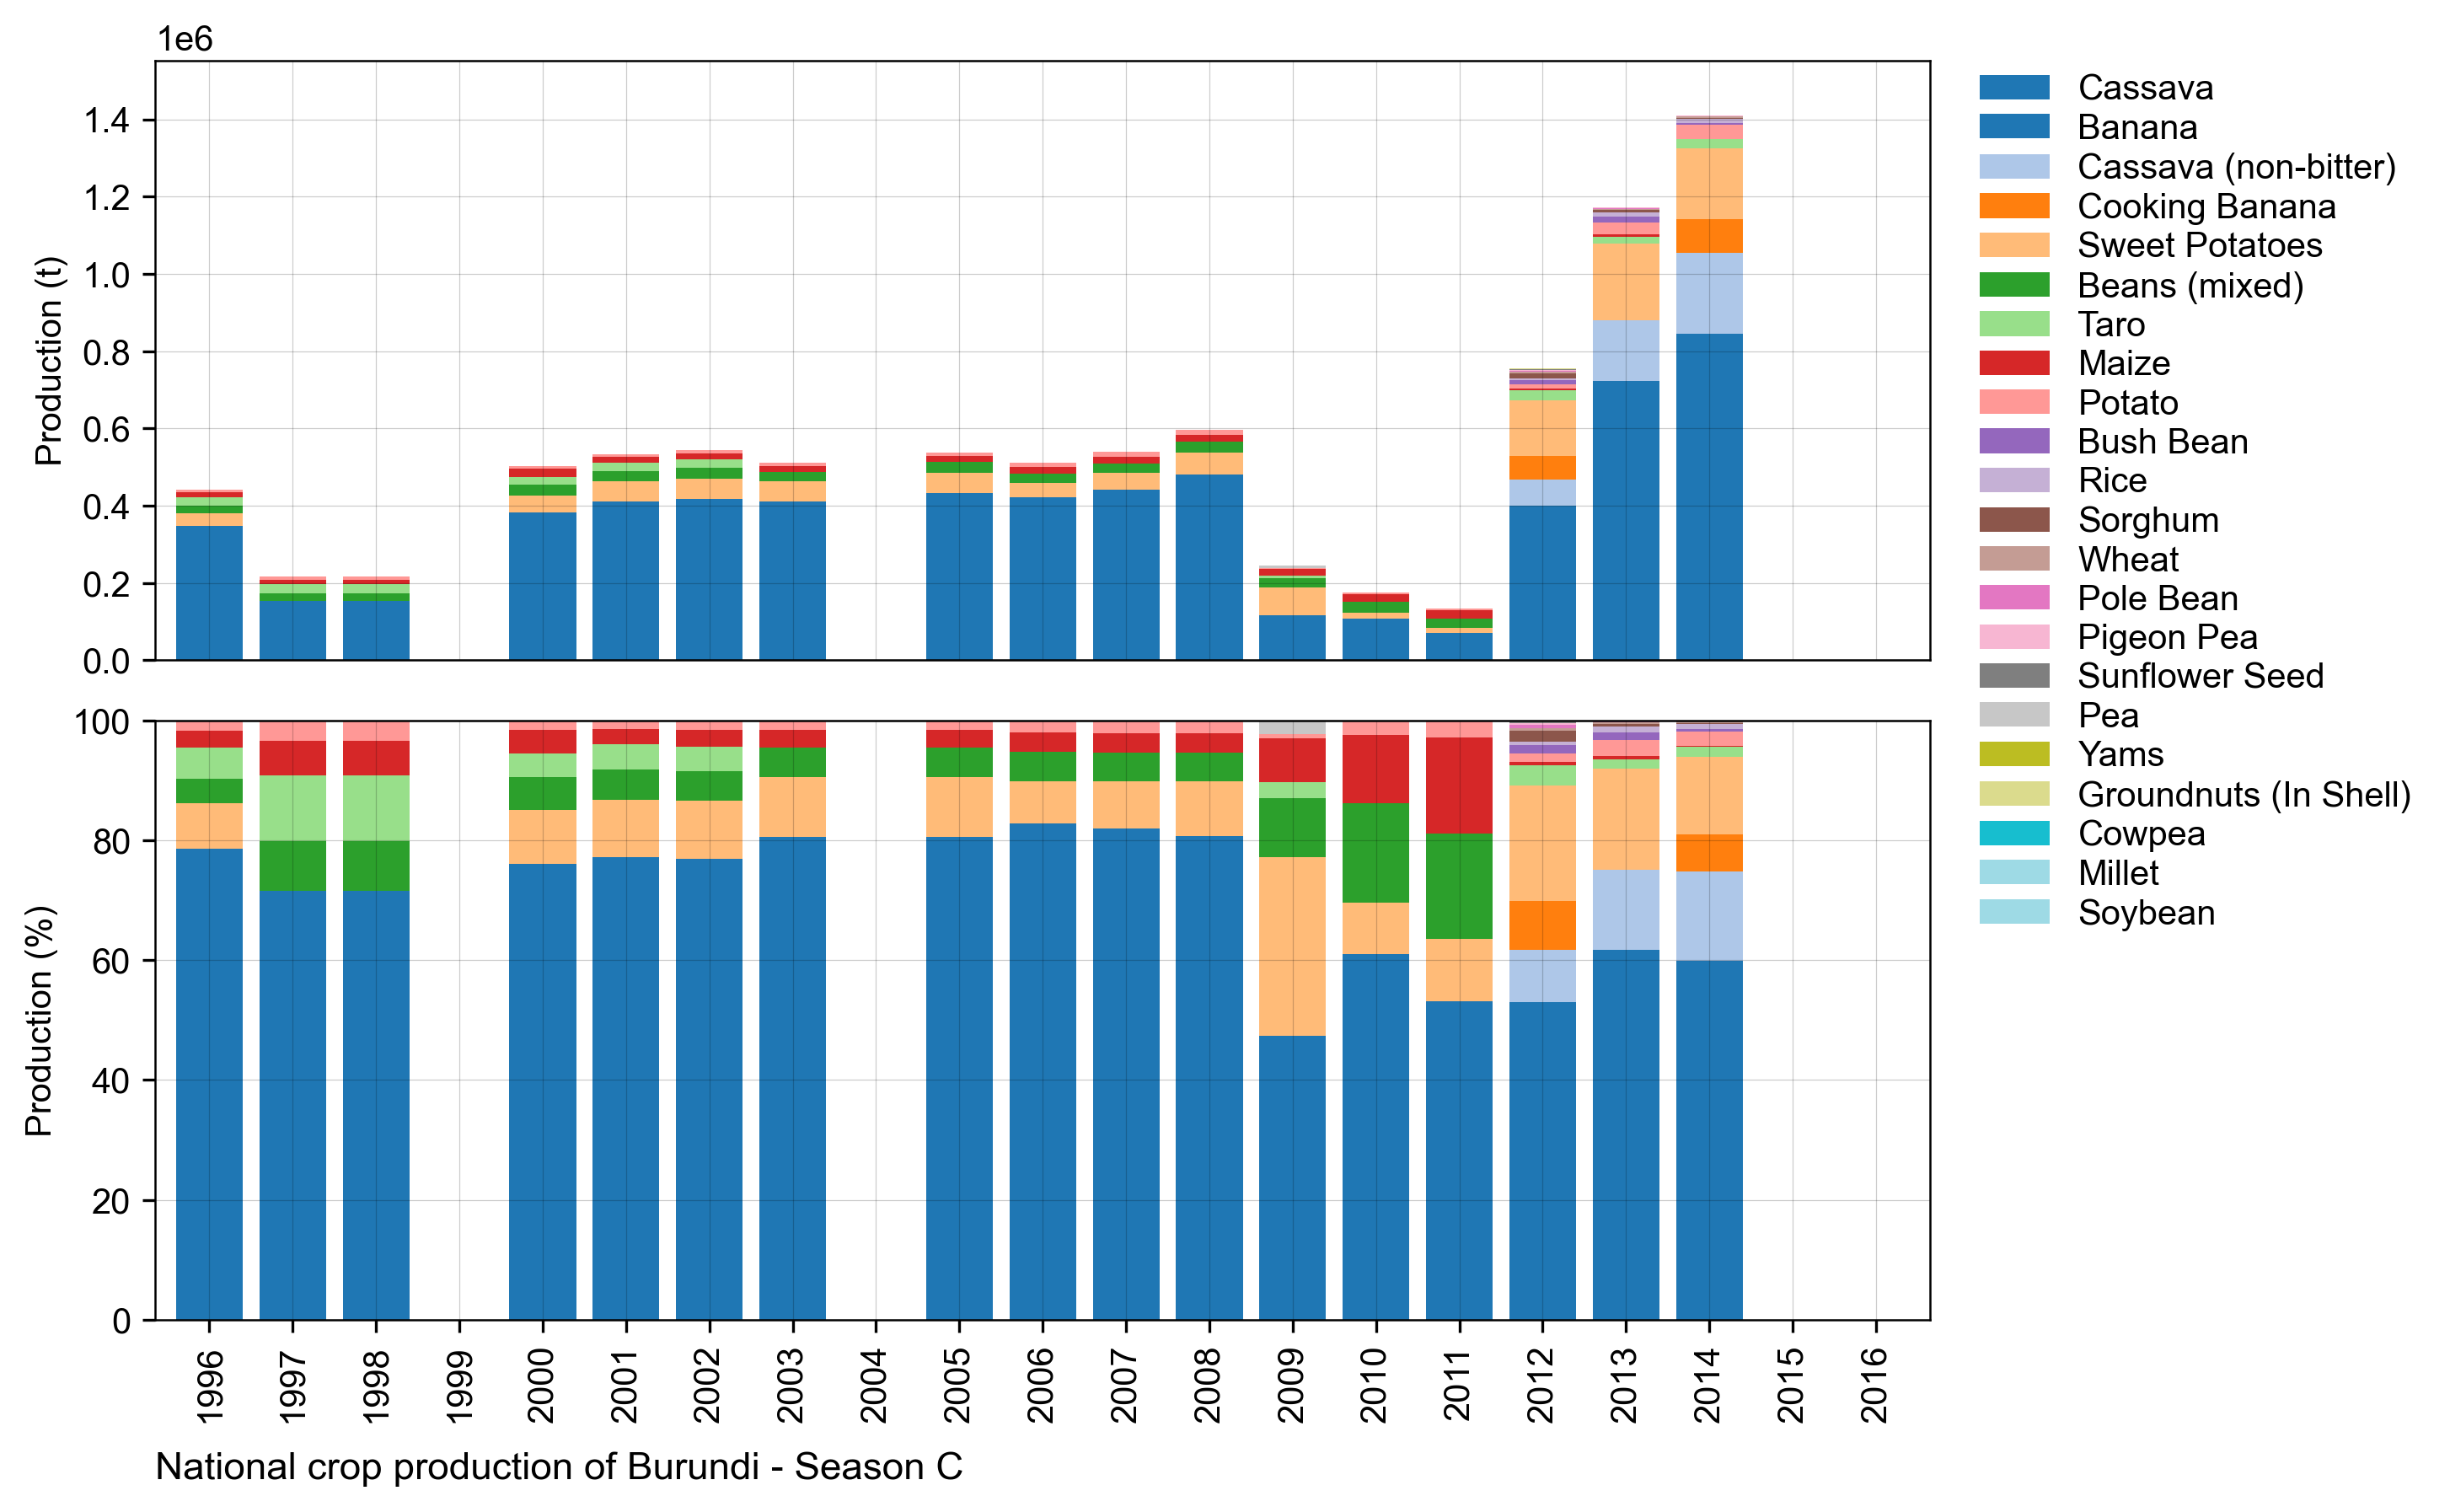 1e6
1.4
1.2
1.0
0.8
0.6
0.4
0.2
0.0
Production (t)
100
80
60
40
20
0
Production (%)
1996
1997
1998
1999
2000
2001
2002
2003
2004
2005
2006
2007
2008
2009
2010
2011
2012
2013
2014
2015
2016
National crop production of Burundi - Season C
Cassava
Banana
Cassava (non-bitter)
Cooking Banana
Sweet Potatoes
Beans (mixed)
Taro
Maize
Potato
Bush Bean
Rice
Sorghum
Wheat
Pole Bean
Pigeon Pea
Sunflower Seed
Pea
Yams
Groundnuts (In Shell)
Cowpea
Millet
Soybean